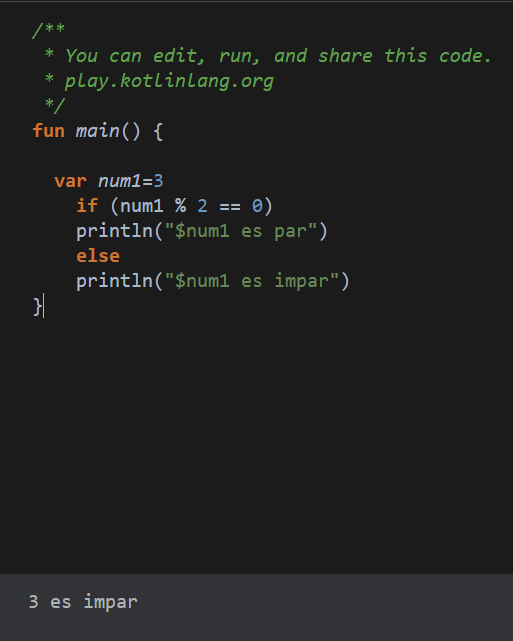 /**
 * You can edit, run, and share this code.
 * play.kotlinlang.org
 */
fun main() {
  var num1=3
    if (num1 % 2 == 0)
    println("$num1 es par")
    else
    println("$num1 es impar")
}
3 es impar